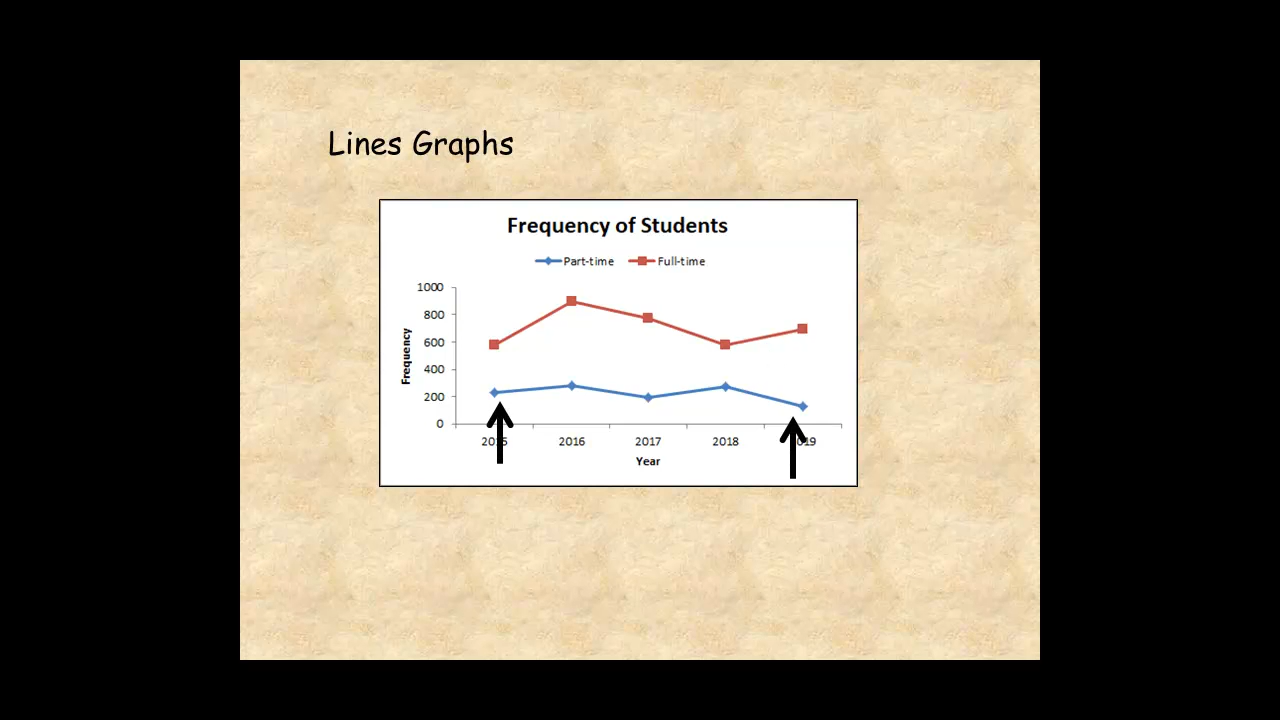 Lines Graphs
Frequency of Students
Part-time Full-time
1000
800
600
400
200
0
Frequency
2016 2017 2018
Year